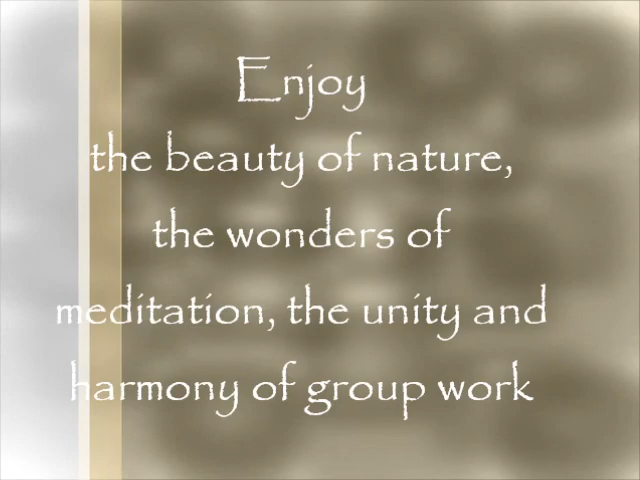 Enjoy
the beauty of nature,
the wonders of
meditation, the unity and
harmony of group work